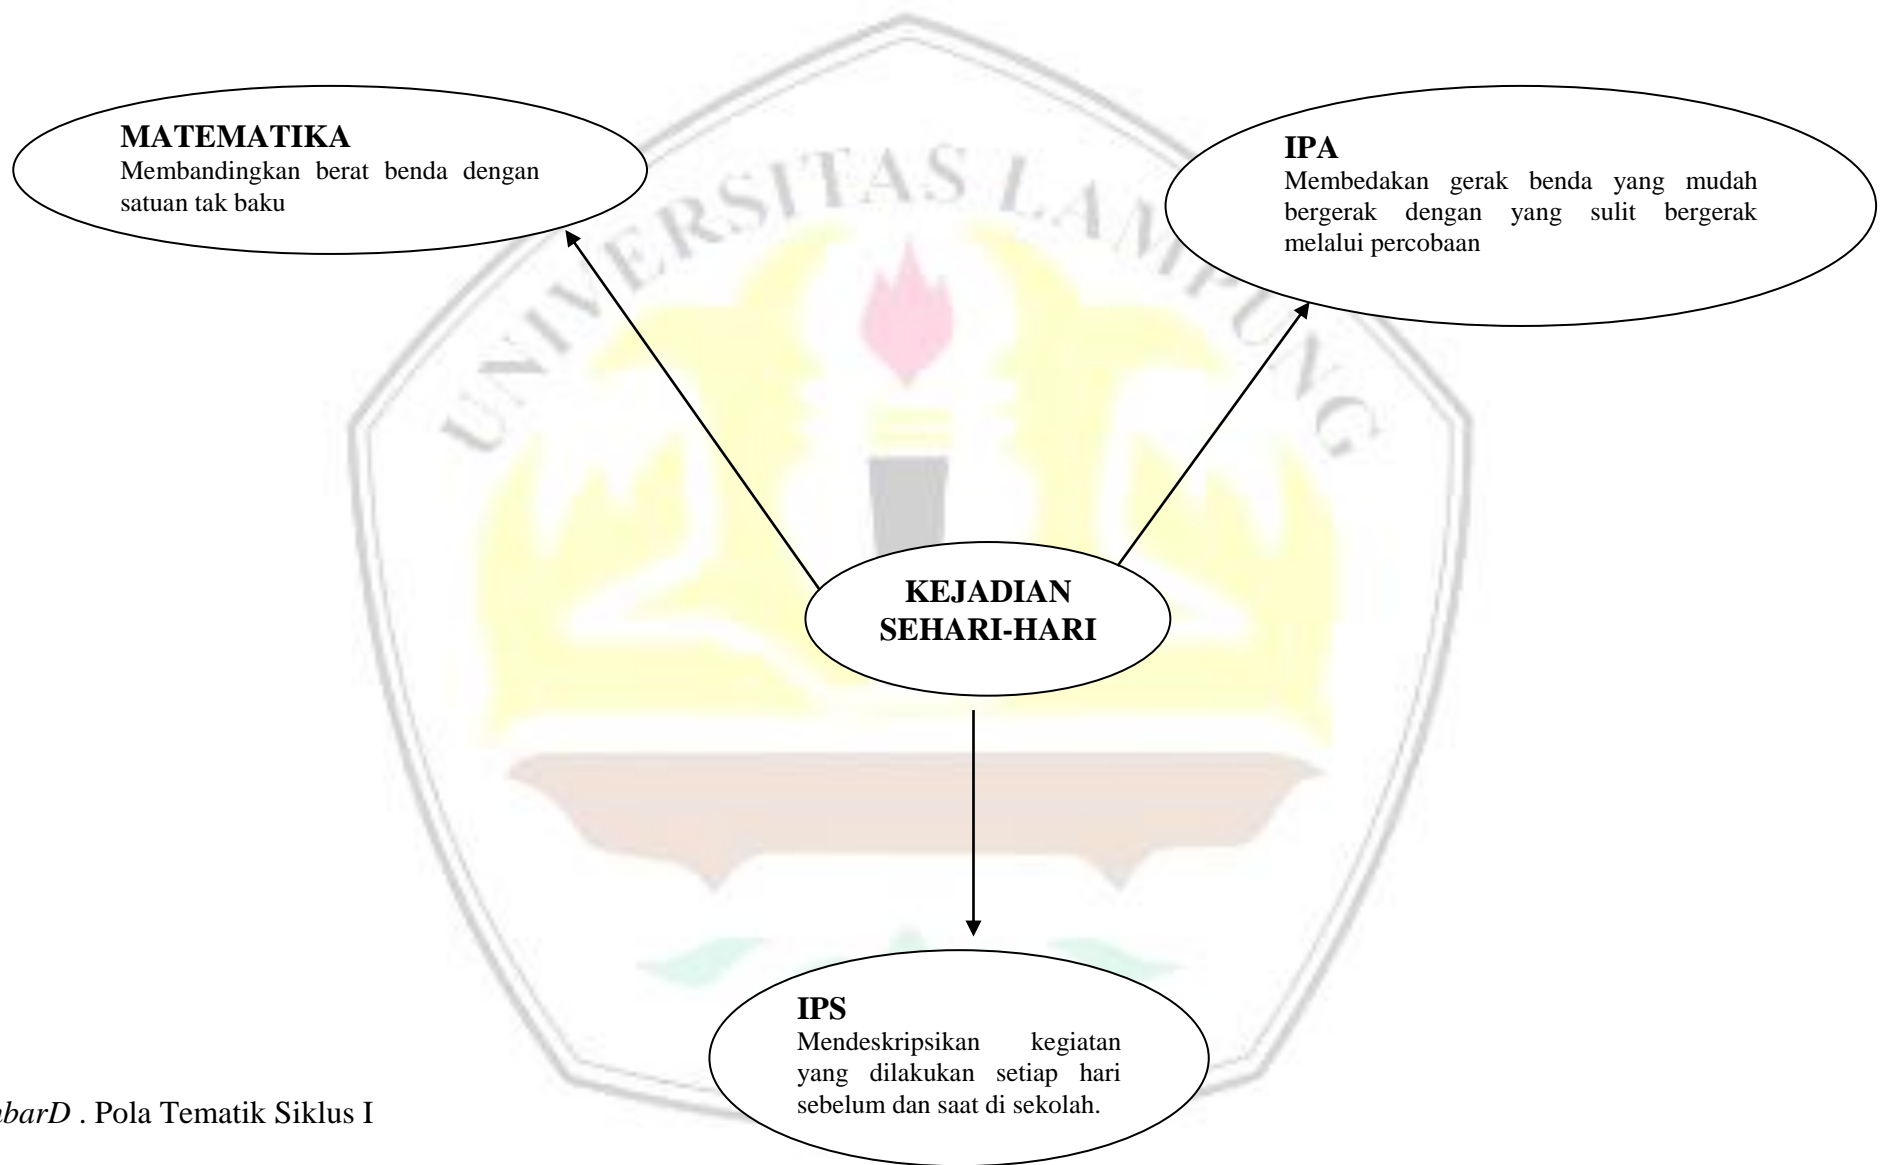 UNIVERSITAS LAMPUNG
MATEMATIKA
Membandingkan berat benda dengan
satuan tak baku
IPA
Membedakan gerak benda yang mudah
bergerak dengan yang sulit bergerak
melalui percobaan
KEJADIAN
SEHARI-HARI
IPS
Mendeskripsikan kegiatan
yang dilakukan setiap hari
sebelum dan saat di sekolah.
. Pola Tematik Siklus I